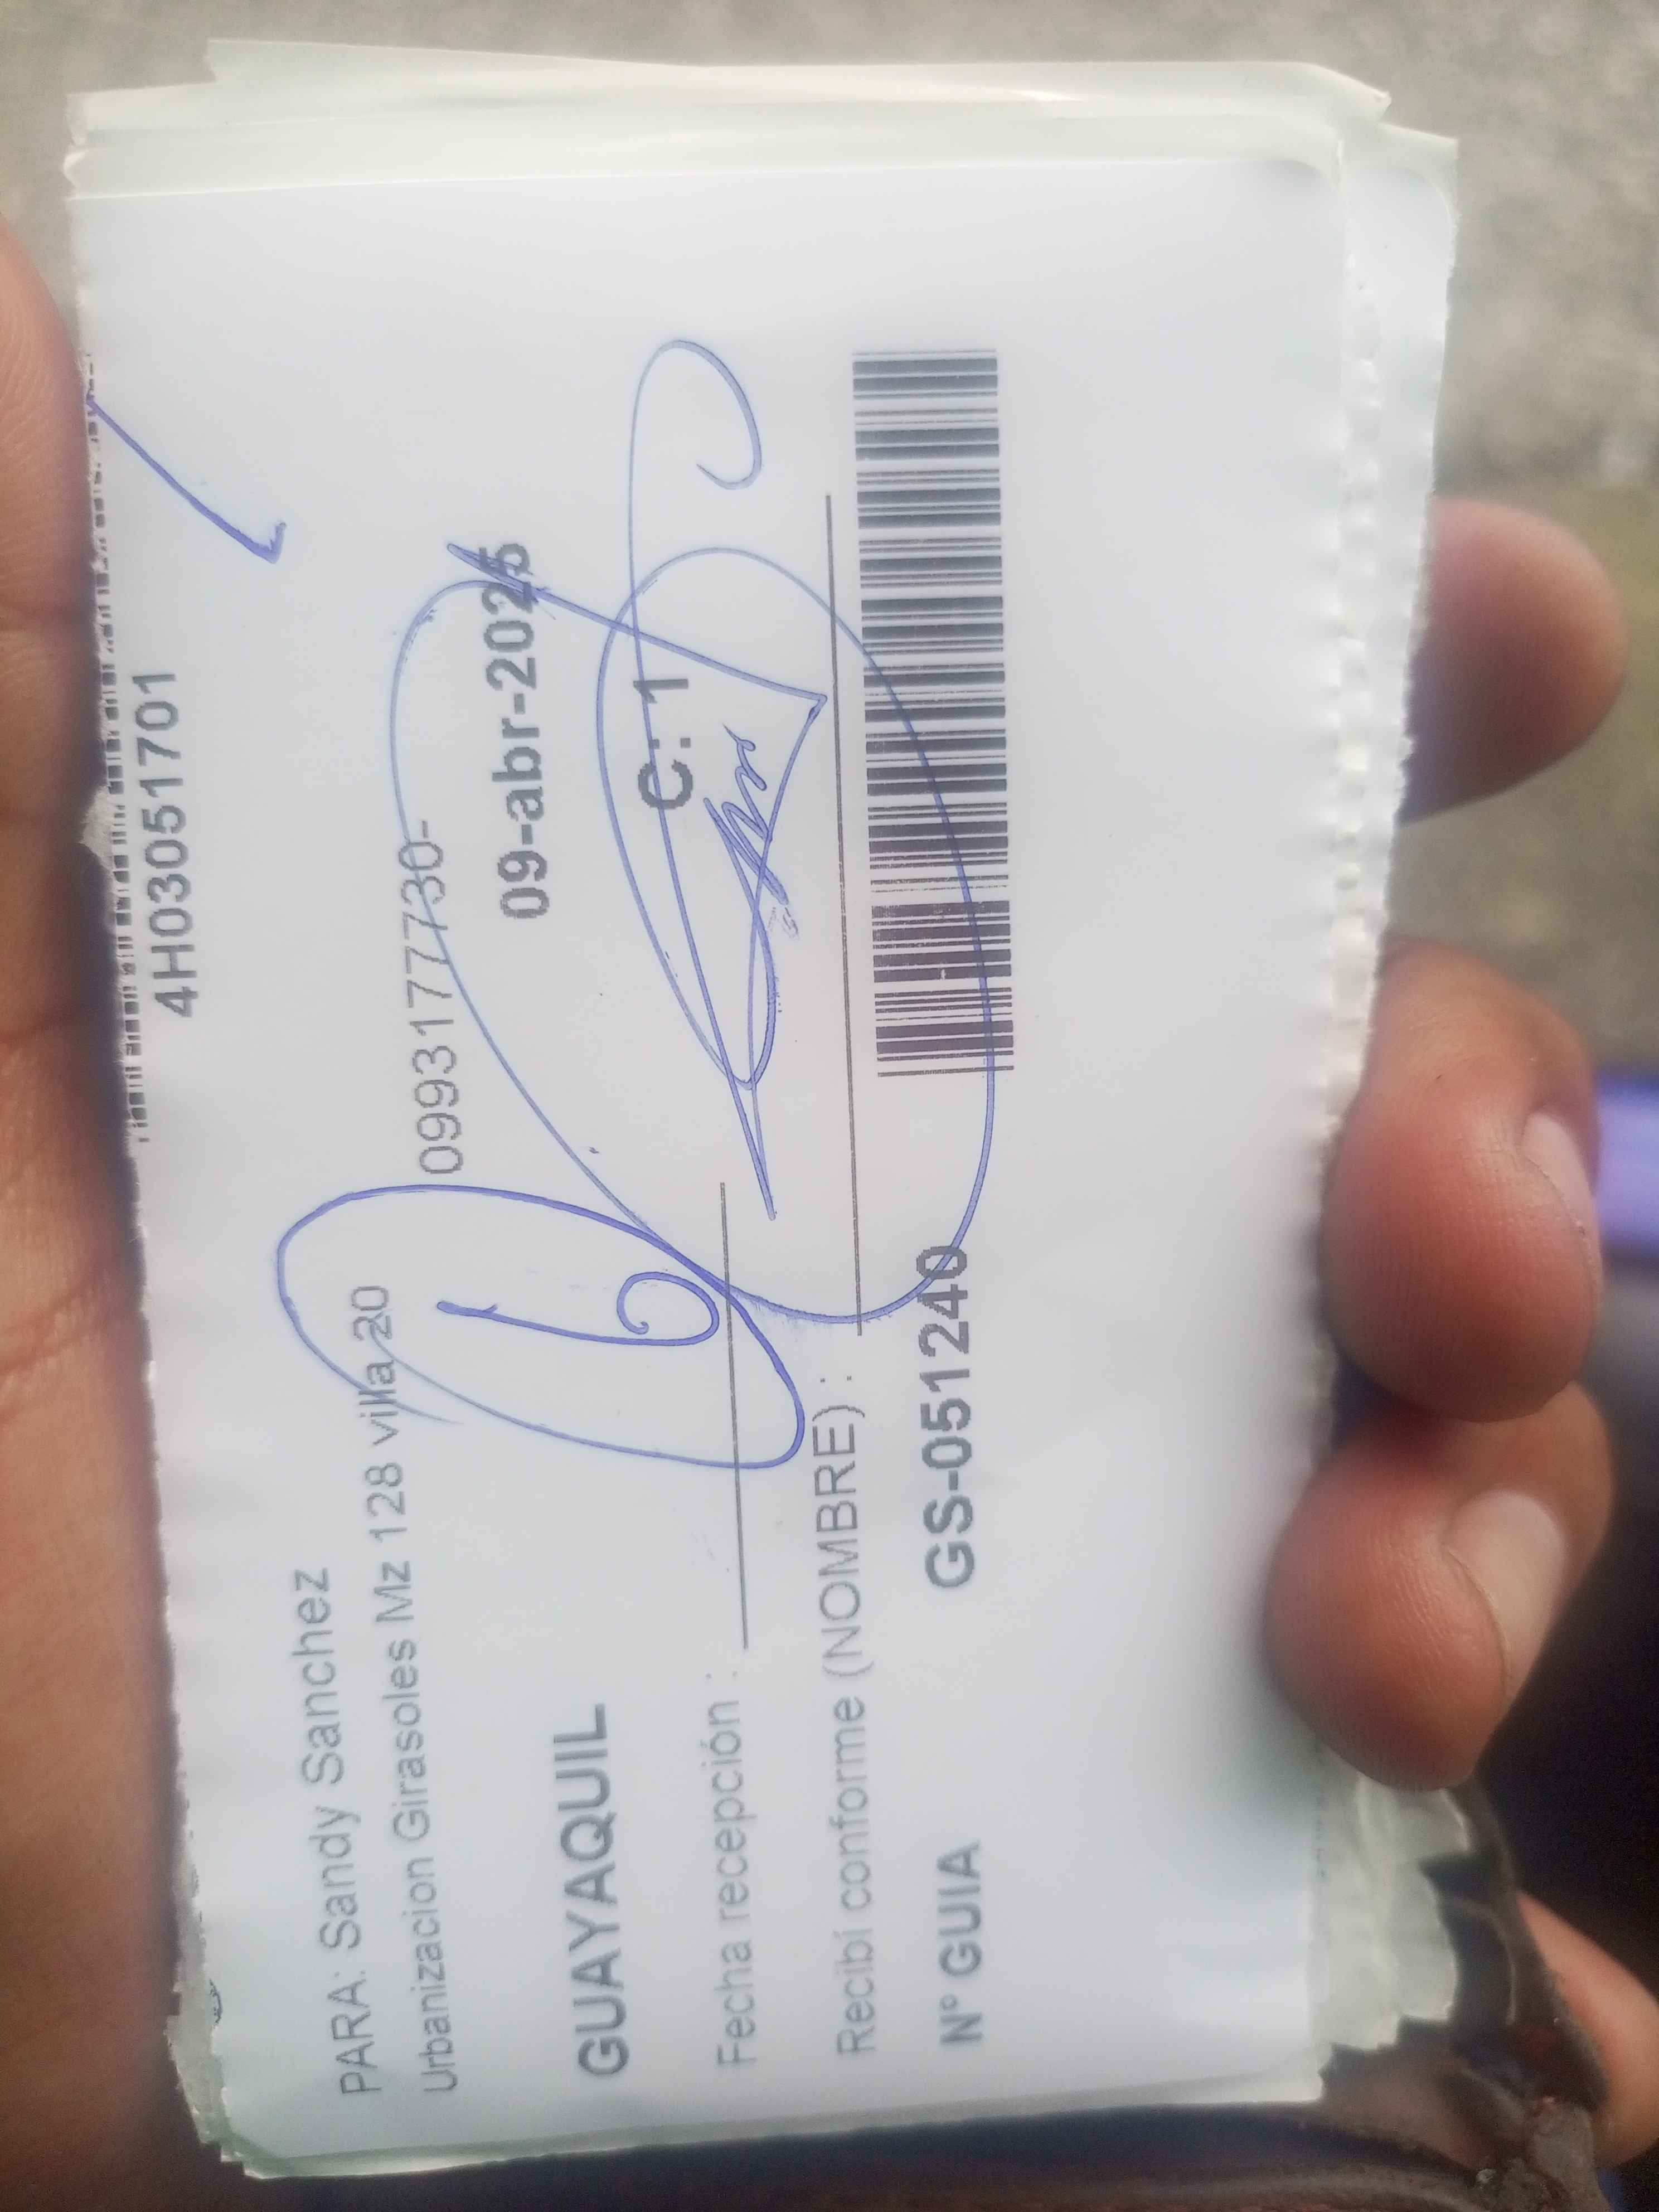 4H03051701
PARA: Sandy Sanchez
Urbanizacion Girasoles Mz 128 villa 20
0993177730-
09-abr-2025
GUAYAQUIL
C: 1
Fecha recepción :
Recibí conforme (NOMBRE) :
Nº GUIA GS-051240